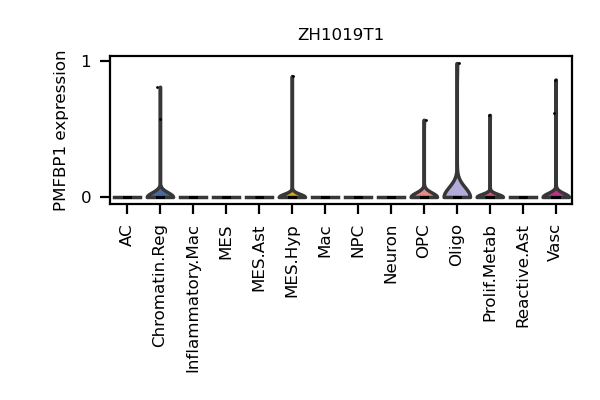 ZH1019T1
PMFBP1 expression
1
0
AC
Chromatin.Reg
Inflammatory.Mac
MES
MES.Ast
MES.Hyp
Mac
NPC
Neuron
OPC
Oligo
Prolif.Metab
Reactive.Ast
Vasc